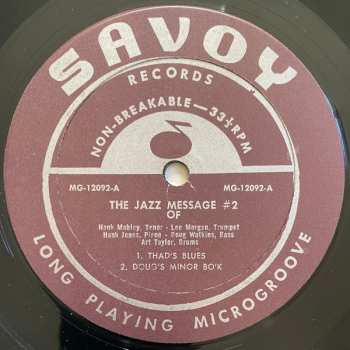 SAVOY
RECORDS
NON-BREAKABLE—33⅓RPM
MG-12092-A MG-12092-A
THE JAZZ MESSAGE #2
OF
Hank Mobley, Tenor - Lee Morgan, Trumpet
Hank Jones, Piano - Doug Watkins, Bass
Art Taylor, Drums
1. THAD'S BLUES
2. DOUG'S MINOR BO'K
LONG PLAYING MICROGROOVE